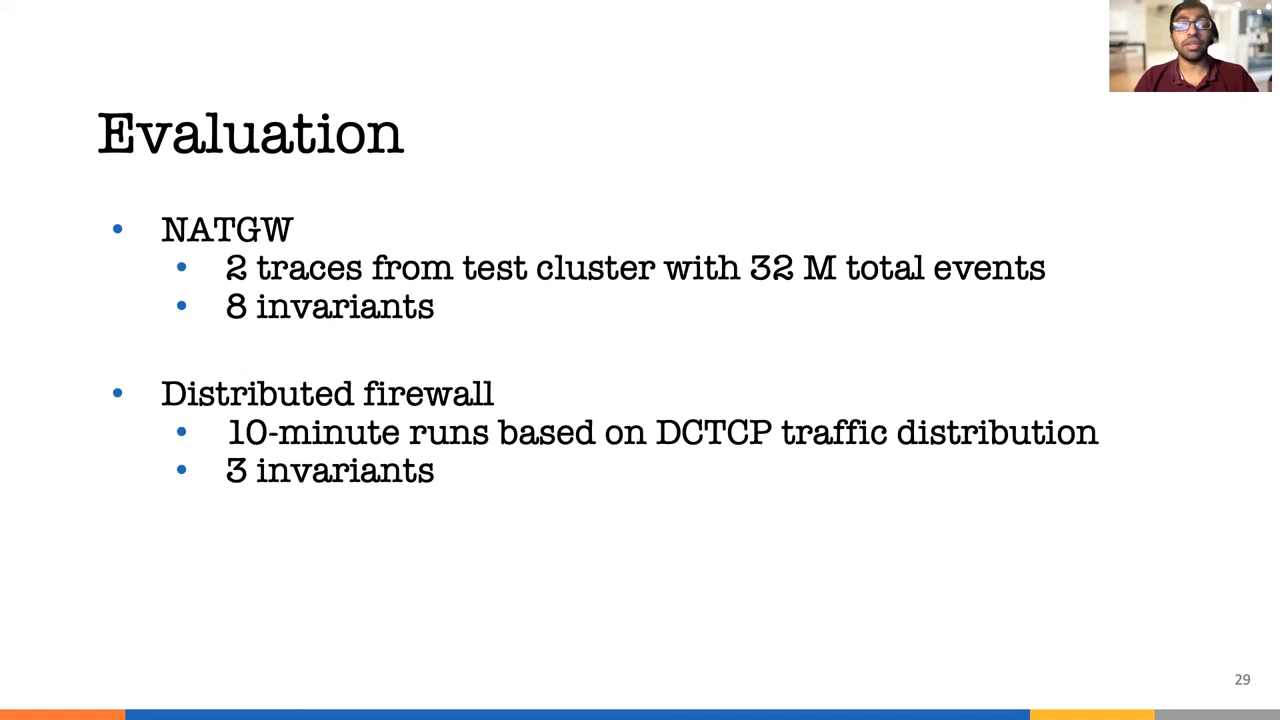 Evaluation
• NATGW
• 2 traces from test cluster with 32 M total events
• 8 invariants
• Distributed firewall
• 10-minute runs based on DCTCP traffic distribution
• 3 invariants
29